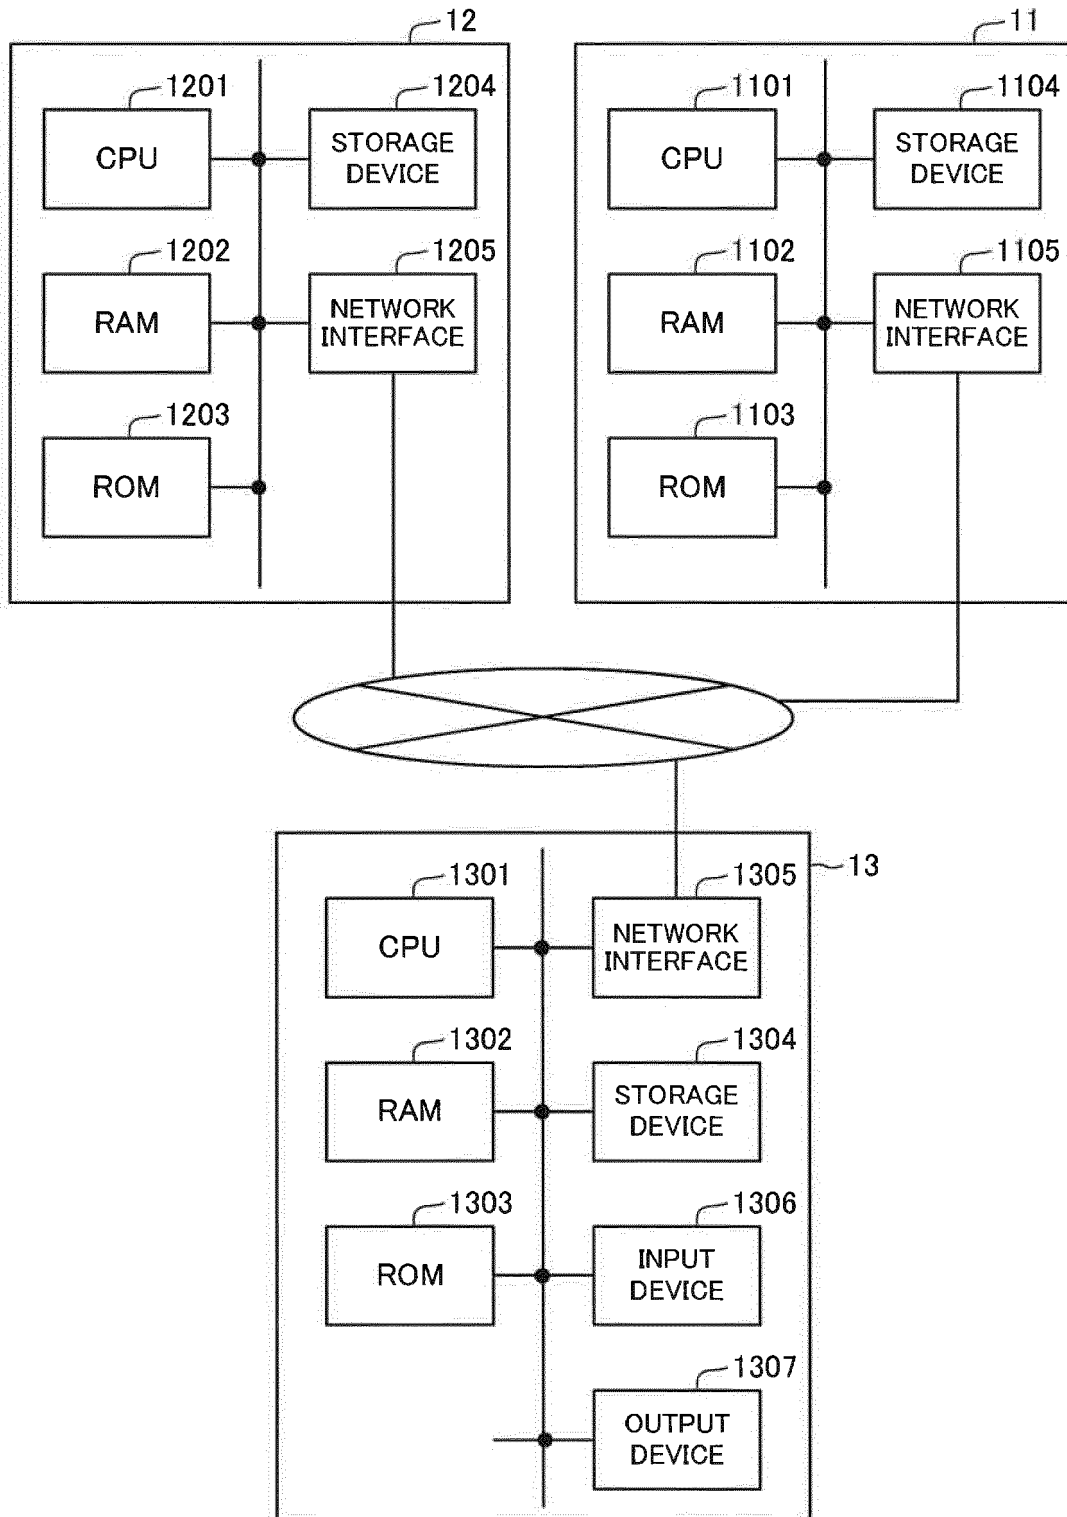 12
1201
CPU
1204
STORAGE
DEVICE
1202
RAM
1205
NETWORK
INTERFACE
1203
ROM
11
1101
CPU
1104
STORAGE
DEVICE
1102
RAM
1105
NETWORK
INTERFACE
1103
ROM
13
1301
CPU
1305
NETWORK
INTERFACE
1302
RAM
1304
STORAGE
DEVICE
1303
ROM
1306
INPUT
DEVICE
1307
OUTPUT
DEVICE